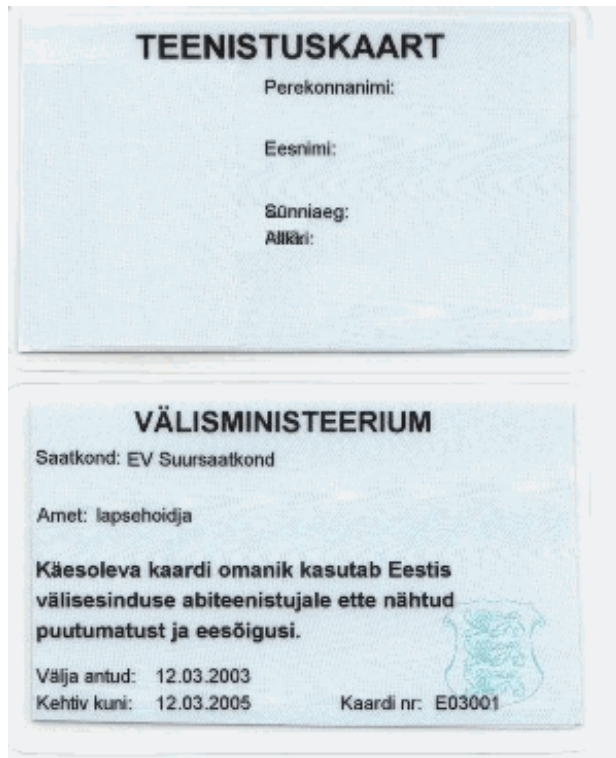 TEENISTUSKAART
Perekonnanimi:
Eesnimi:
Sünniaeg:
VÄLISMINISTEERIUM
Saatkond: EV Suursaatkond
Amet: lapsehoidja
Käesoleva kaardi omanik kasutab Eestis
välisesinduse abiteenistujale ette nähtud
puutumatust ja eesõigusi.
Välja antud: 12.03.2003
Kehtiv kuni: 12.03.2005 Kaardi nr: E03001